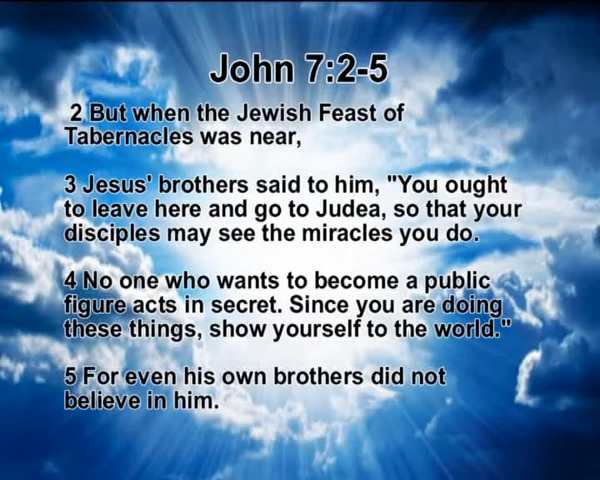 John 7:2-5
2 But when the Jewish Feast of
Tabernacles was near,
3 Jesus' brothers said to him, "You ought
to leave here and go to Judea, so that your
disciples may see the miracles you do.
4 No one who wants to become a public
figure acts in secret. Since you are doing
these things, show yourself to the world."
5 For even his own brothers did not
believe in him.